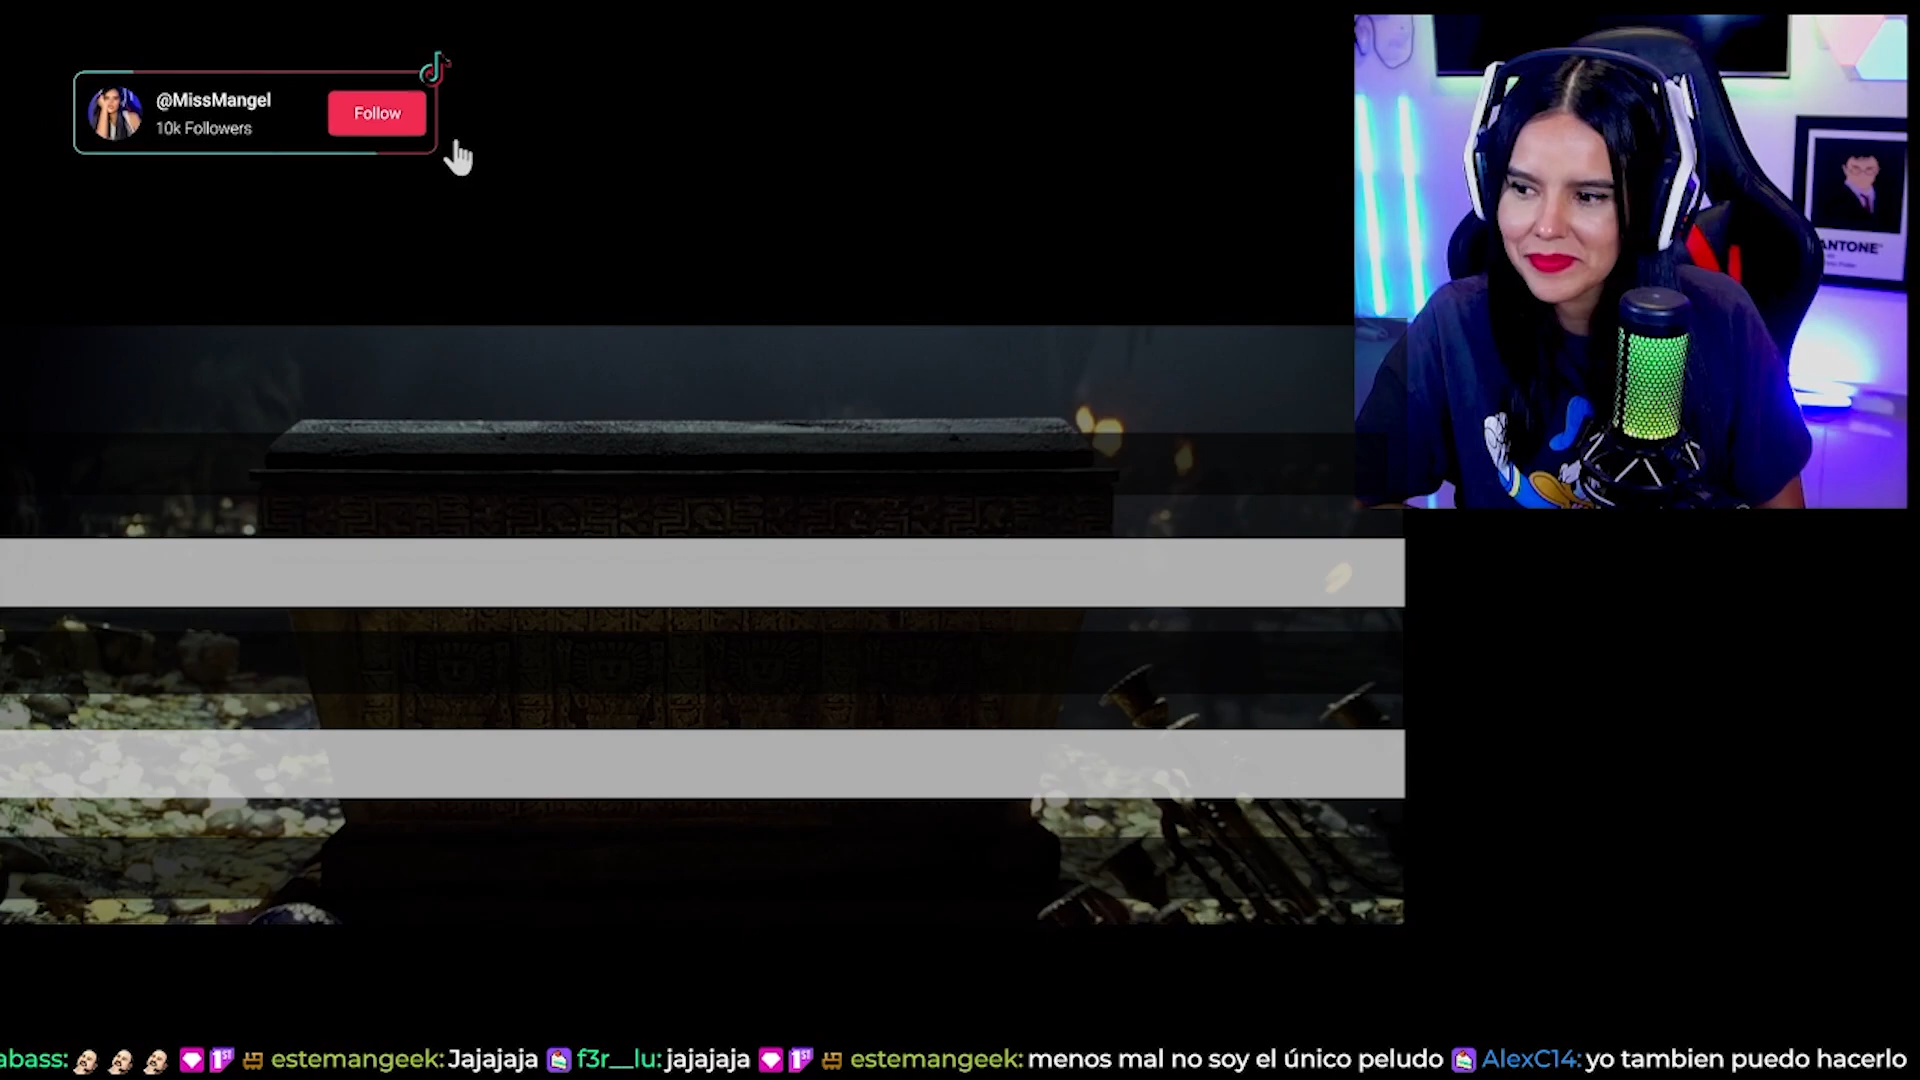 @MissMangel
10k Followers
Follow
ANTONE
abass:
estemangeek: Jajajaja f3r__lu: jajajaja 1ST estemangeek: menos mal no soy el único peludo AlexC14: yo tambien puedo hacerlo